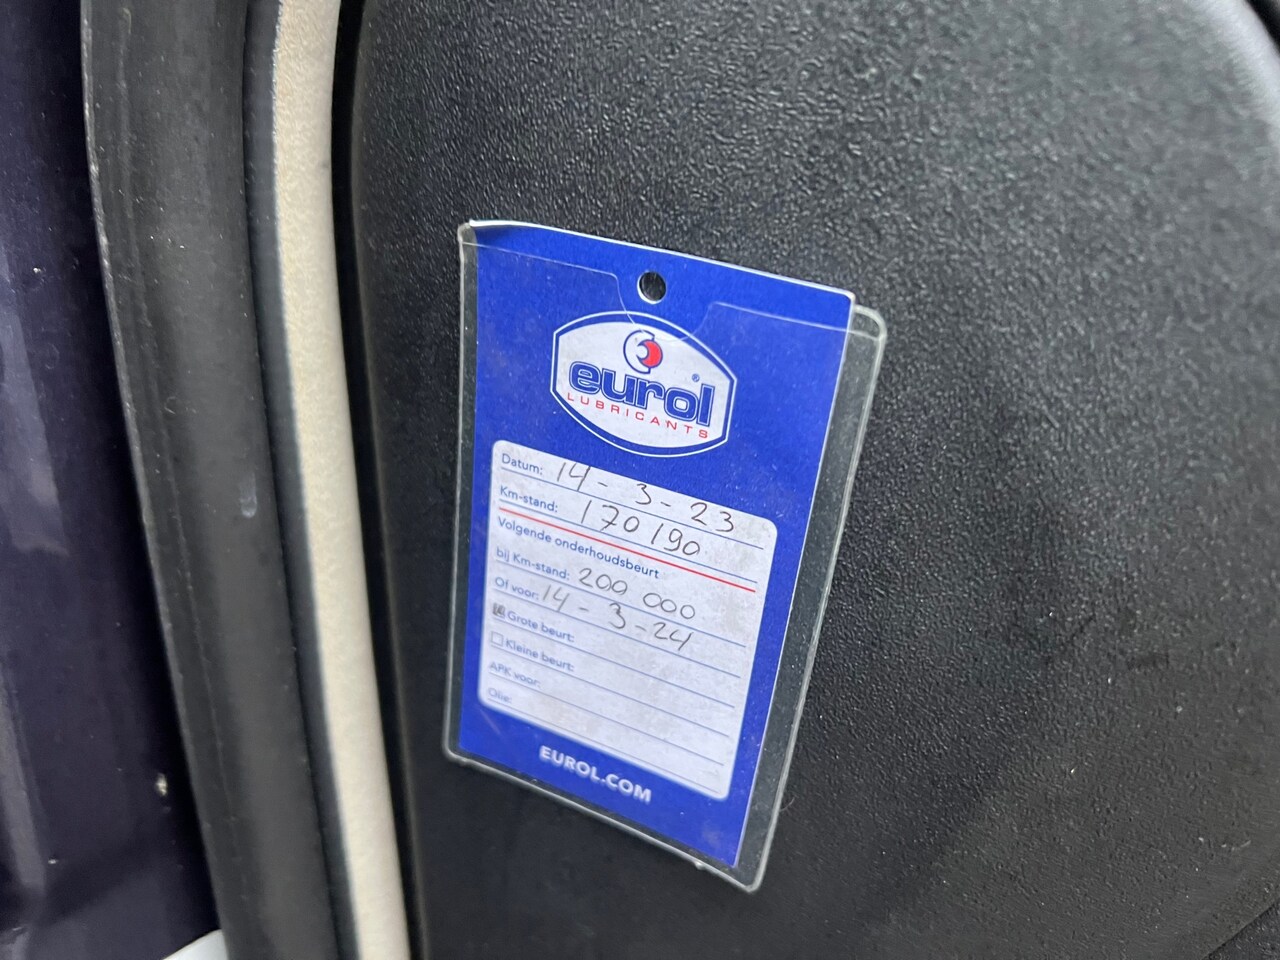 eurol®
LUBRICANTS
Datum: 14-3-23
Km-stand: 170190
Volgende onderhoudsbeurt
bij Km-stand: 200 000
Of voor: 14-3-24
Grote beurt:
Kleine beurt:
APK voor:
Olie:
EUROL.COM